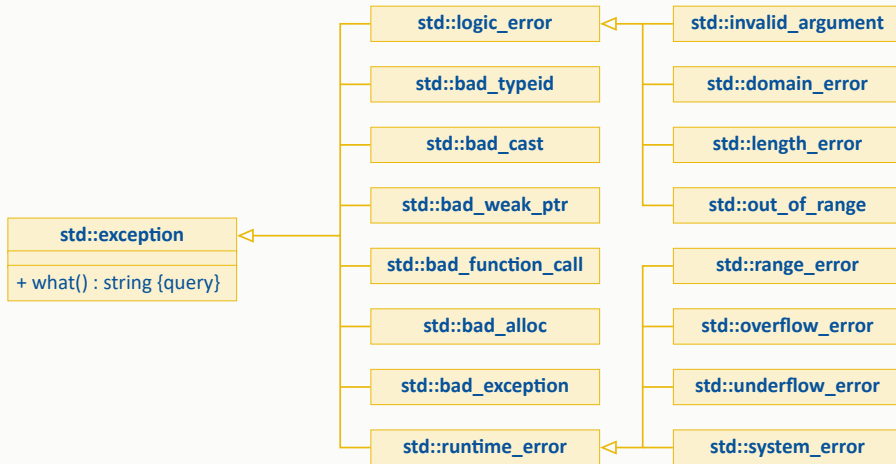 std::exception
+ what() : string {query}
std::logic_error
std::bad_typeid
std::bad_cast
std::bad_weak_ptr
std::bad_function_call
std::bad_alloc
std::bad_exception
std::runtime_error
std::invalid_argument
std::domain_error
std::length_error
std::out_of_range
std::range_error
std::overflow_error
std::underflow_error
std::system_error